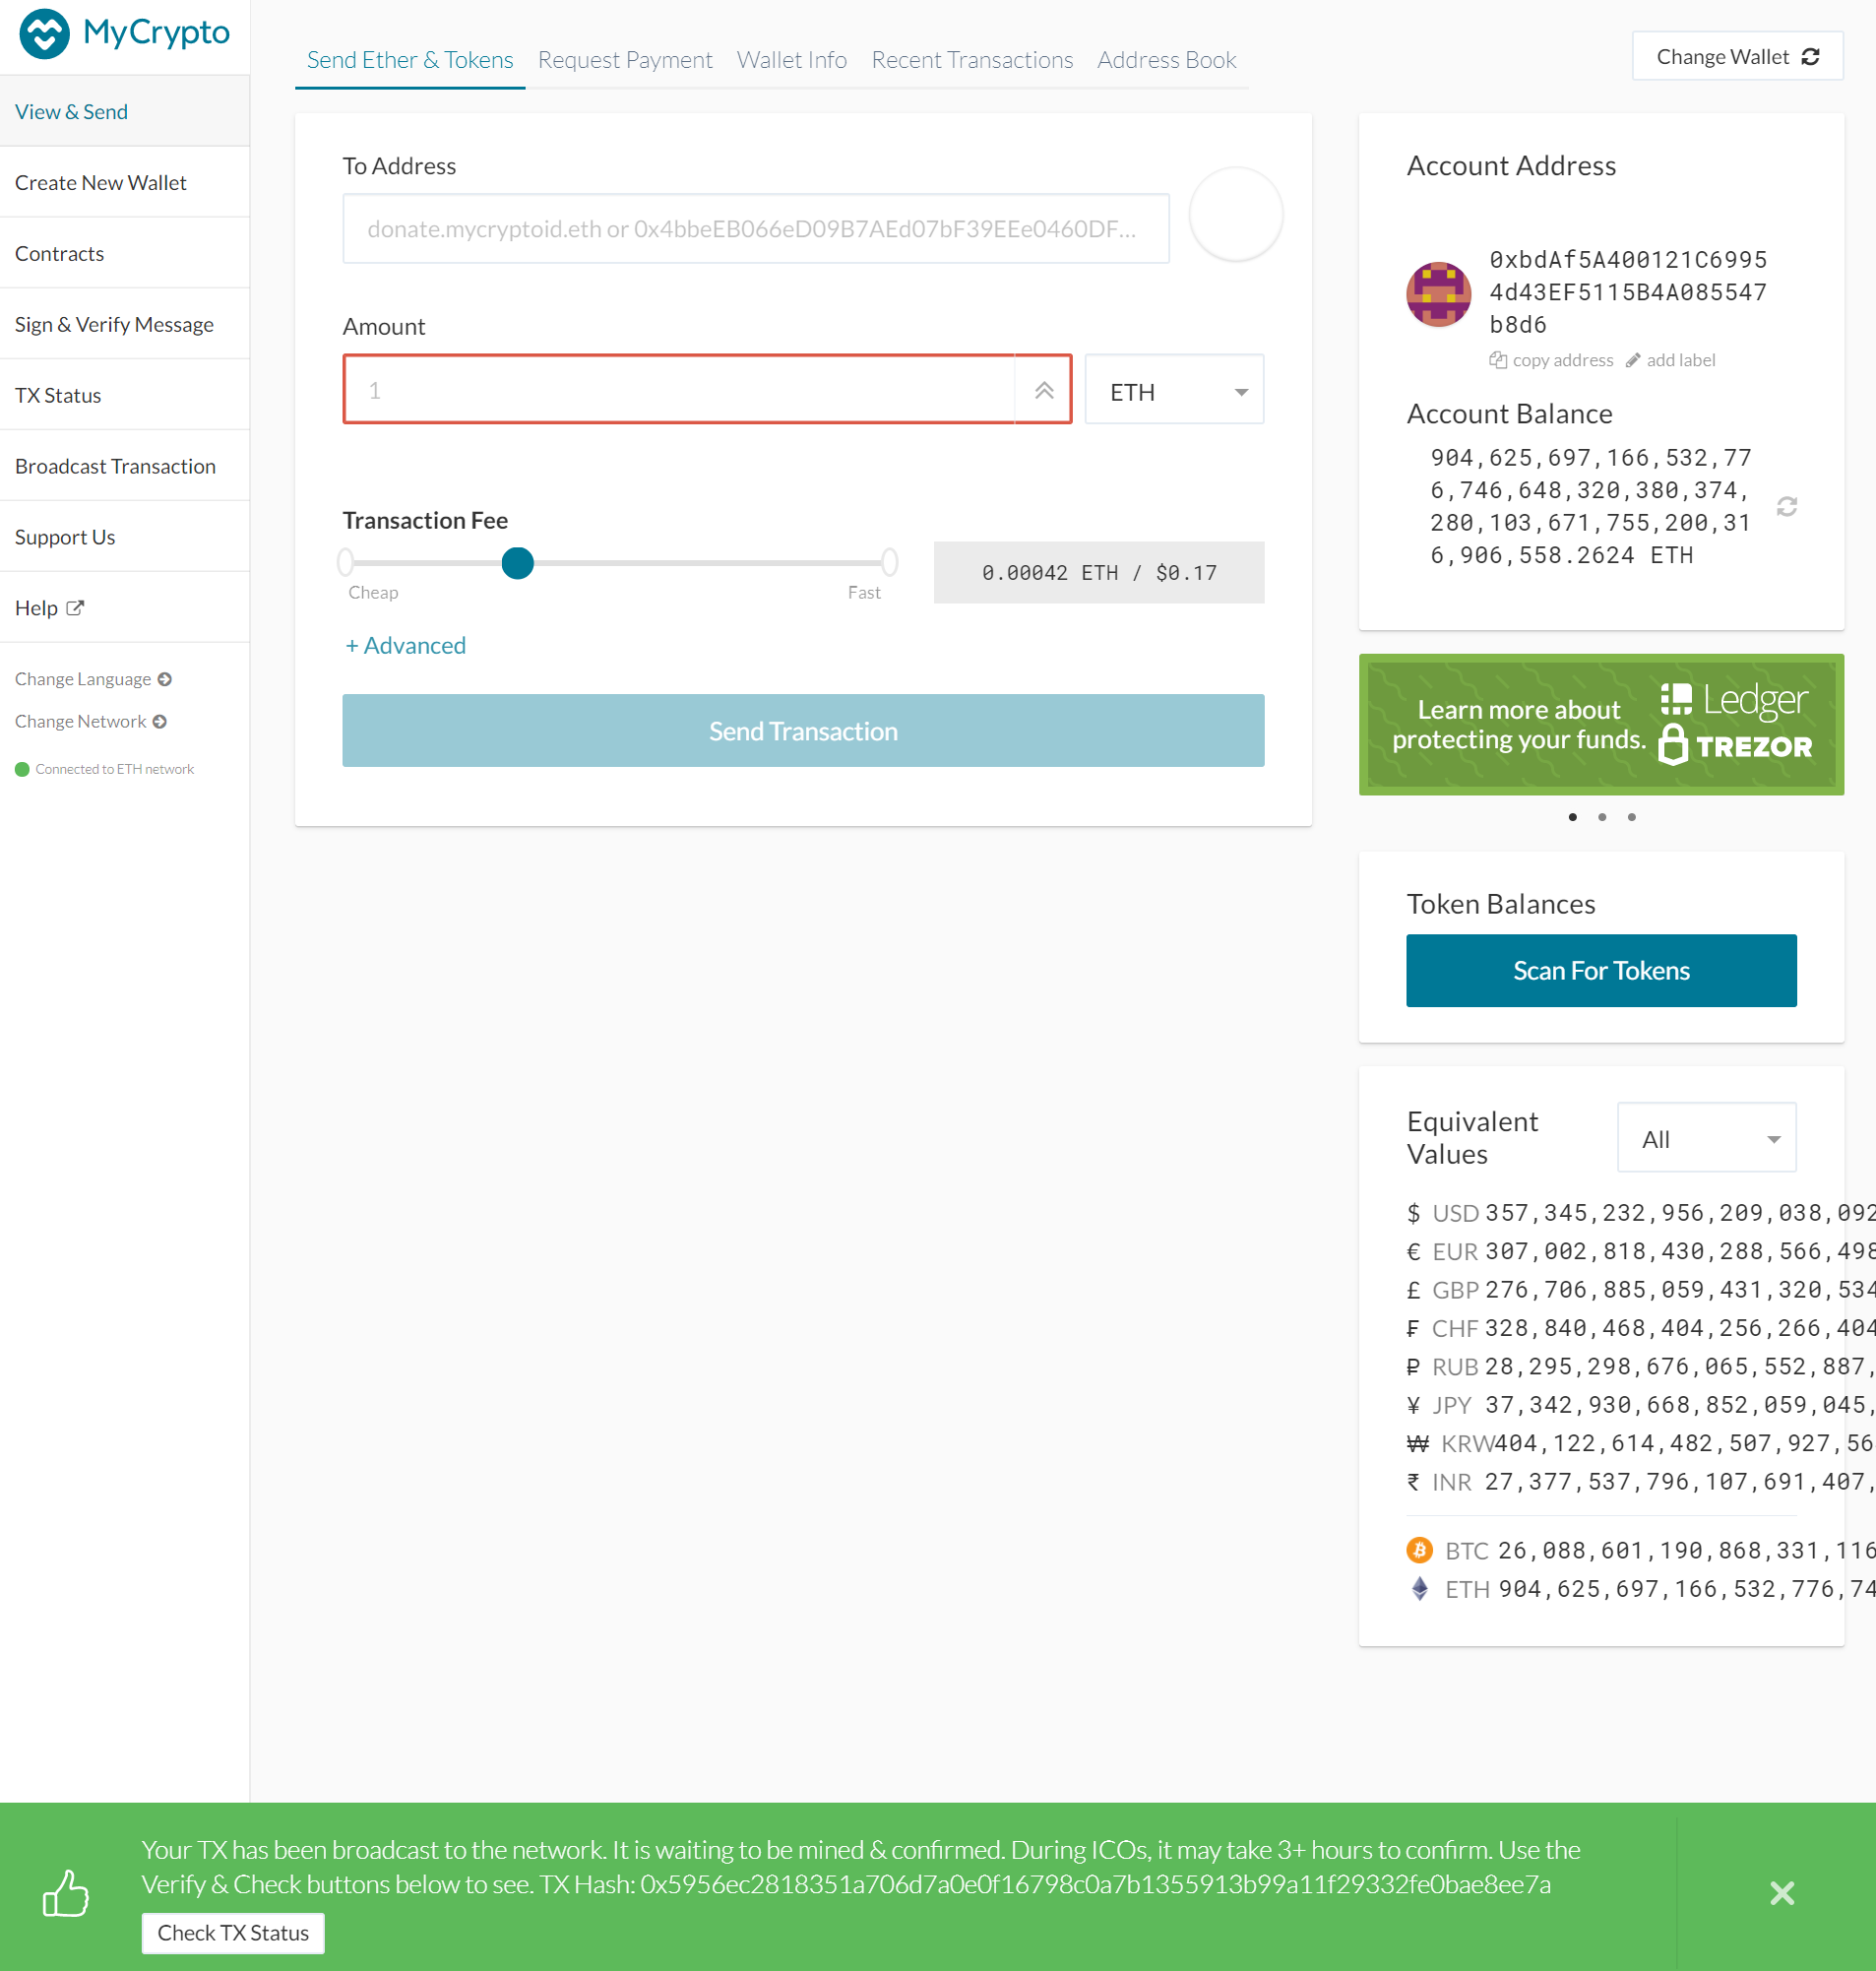 MyCrypto
View & Send
Create New Wallet
Contracts
Sign & Verify Message
TX Status
Broadcast Transaction
Support Us
Help
Change Language
Change Network
Connected to ETH network
Send Ether & Tokens
Request Payment
Wallet Info
Recent Transactions
Address Book
Change Wallet
To Address
donate.mycryptoid.eth or 0x4bbeEB066eD09B7AEd07bF39EEe0460DF...
Amount
1
ETH
Transaction Fee
Cheap
Fast
0.00042 ETH / $0.17
+ Advanced
Send Transaction
Account Address
0xbdAf5A400121C6995
4d43EF5115B4A085547
b8d6
copy address
add label
Account Balance
904,625,697,166,532,77
6,746,648,320,380,374,
280,103,671,755,200,31
6,906,558.2624 ETH
Learn more about
protecting your funds.
Ledger
TREZOR
Token Balances
Scan For Tokens
Equivalent
Values
All
$ USD 357,345,232,956,209,038,092
€ EUR 307,002,818,430,288,566,498
£ GBP 276,706,885,059,431,320,534
₣ CHF 328,840,468,404,256,266,404
₽ RUB 28,295,298,676,065,552,887,
¥ JPY 37,342,930,668,852,059,045,
₩ KRW 404,122,614,482,507,927,56
₹ INR 27,377,537,796,107,691,407,
BTC 26,088,601,190,868,331,116
ETH 904,625,697,166,532,776,74
Your TX has been broadcast to the network. It is waiting to be mined & confirmed. During ICOs, it may take 3+ hours to confirm. Use the
Verify & Check buttons below to see. TX Hash: 0x5956ec2818351a706d7a0e0f16798c0a7b1355913b99a11f29332fe0bae8ee7a
Check TX Status